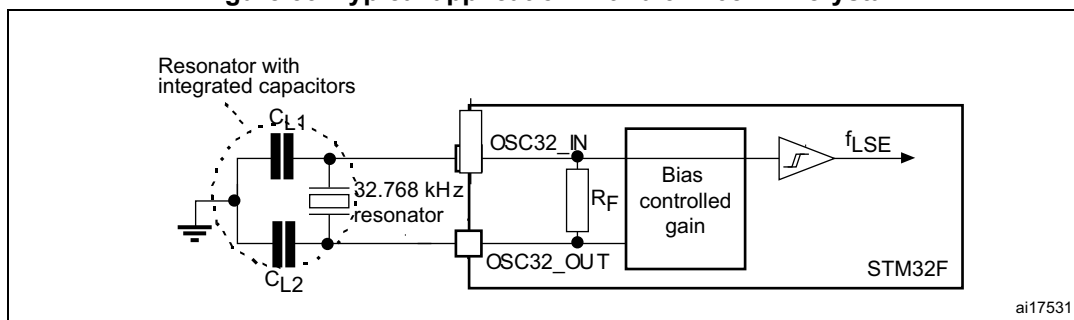 Resonator with
integrated capacitors
CL1
OSC32_IN
fLSE
32.768 kHz
resonator
RF
Bias
controlled
gain
OSC32_OUT
STM32F
CL2
ai17531